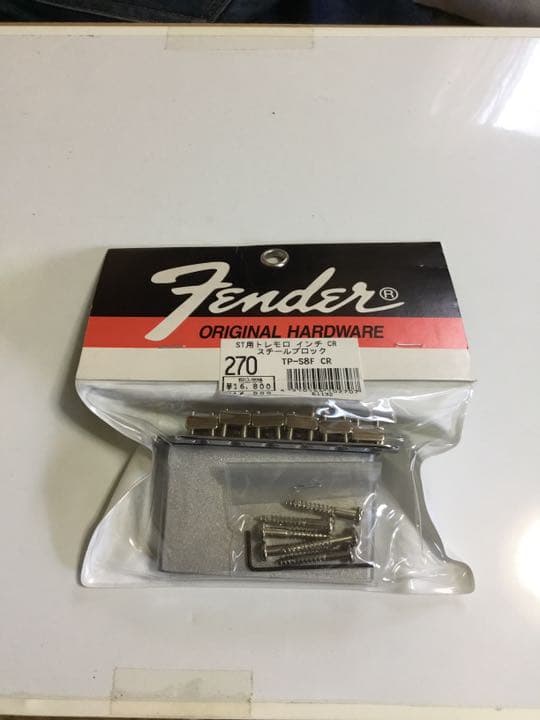 Fender®
ORIGINAL HARDWARE
ST用トレモロ インチ CR
スチールブロック
270 TP-S8F CR
¥16,800